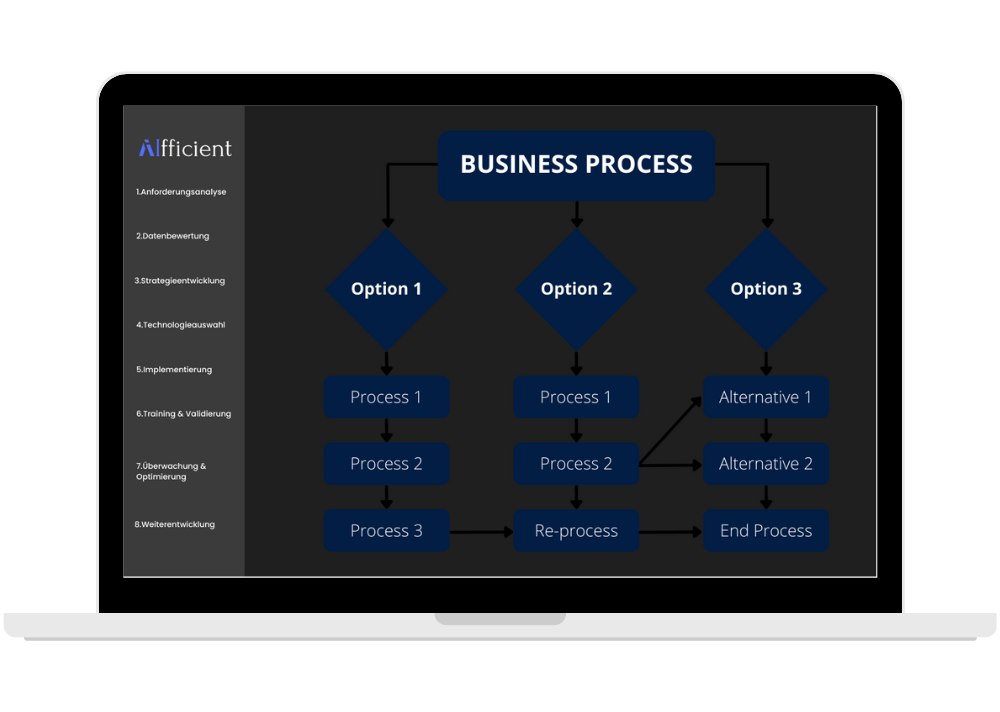 AIfficient
1.Anforderungsanalyse
2.Datenbewertung
3.Strategieentwicklung
4.Technologieauswahl
5.Implementierung
6.Training & Validierung
7.Überwachung &
Optimierung
8.Weiterentwicklung
BUSINESS PROCESS
Option 1
Option 2
Option 3
Process 1
Process 1
Alternative 1
Process 2
Process 2
Alternative 2
Process 3
Re-process
End Process